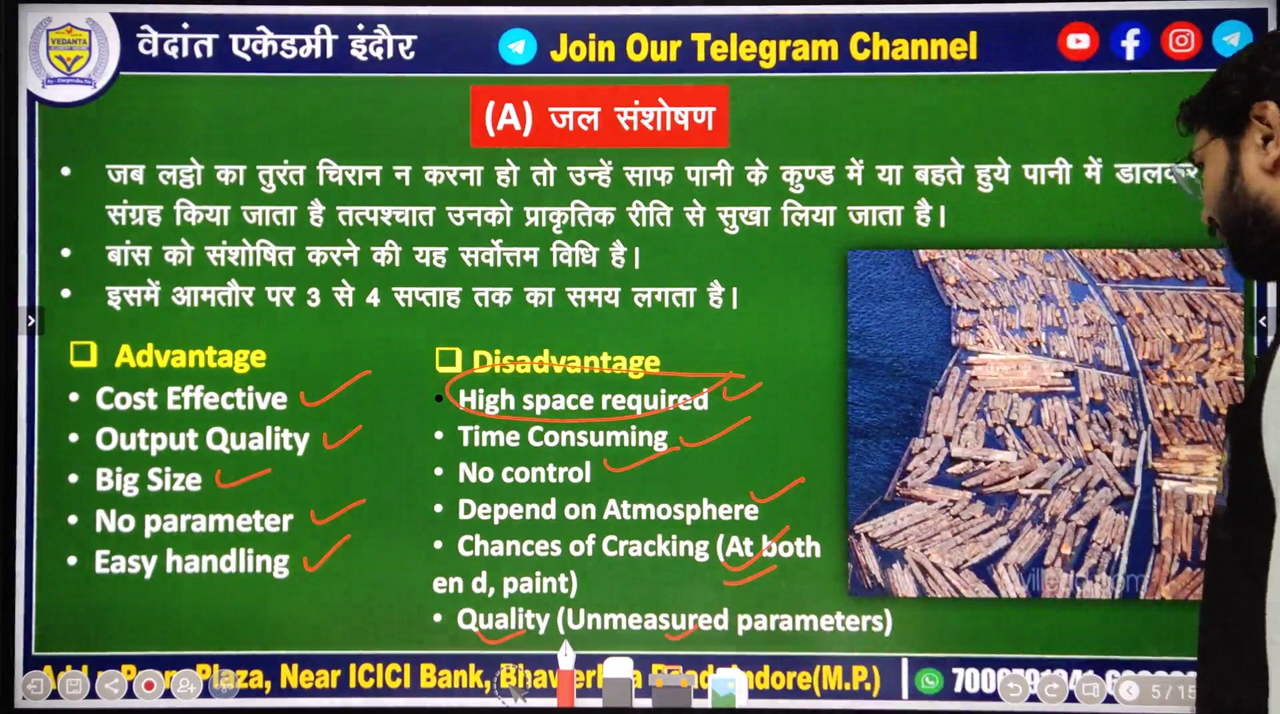 VEDANTA
वेदांत एकेडमी इंदौर
Join Our Telegram Channel
(A) जल संशोषण
• जब लट्ठो का तुरंत चिरान न करना हो तो उन्हें साफ पानी के कुण्ड में या बहते हुये पानी में डालकर
संग्रह किया जाता है तत्पश्चात उनको प्राकृतिक रीति से सुखा लिया जाता है।
• बांस को संशोषित करने की यह सर्वोत्तम विधि है।
• इसमें आमतौर पर 3 से 4 सप्ताह तक का समय लगता है।
❑ Advantage
• Cost Effective
• Output Quality
• Big Size
• No parameter
• Easy handling
❑ Disadvantage
• High space required
• Time Consuming
• No control
• Depend on Atmosphere
• Chances of Cracking (At both
en d, paint)
• Quality (Unmeasured parameters)
Plaza, Near ICICI Bank, Indore(M.P.)
5 / 15